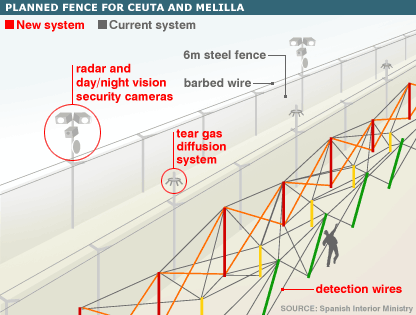 PLANNED FENCE FOR CEUTA AND MELILLA
New system
Current system
6m steel fence
radar and
day/night vision
security cameras
barbed wire
tear gas
diffusion
system
detection wires
SOURCE: Spanish Interior Ministry